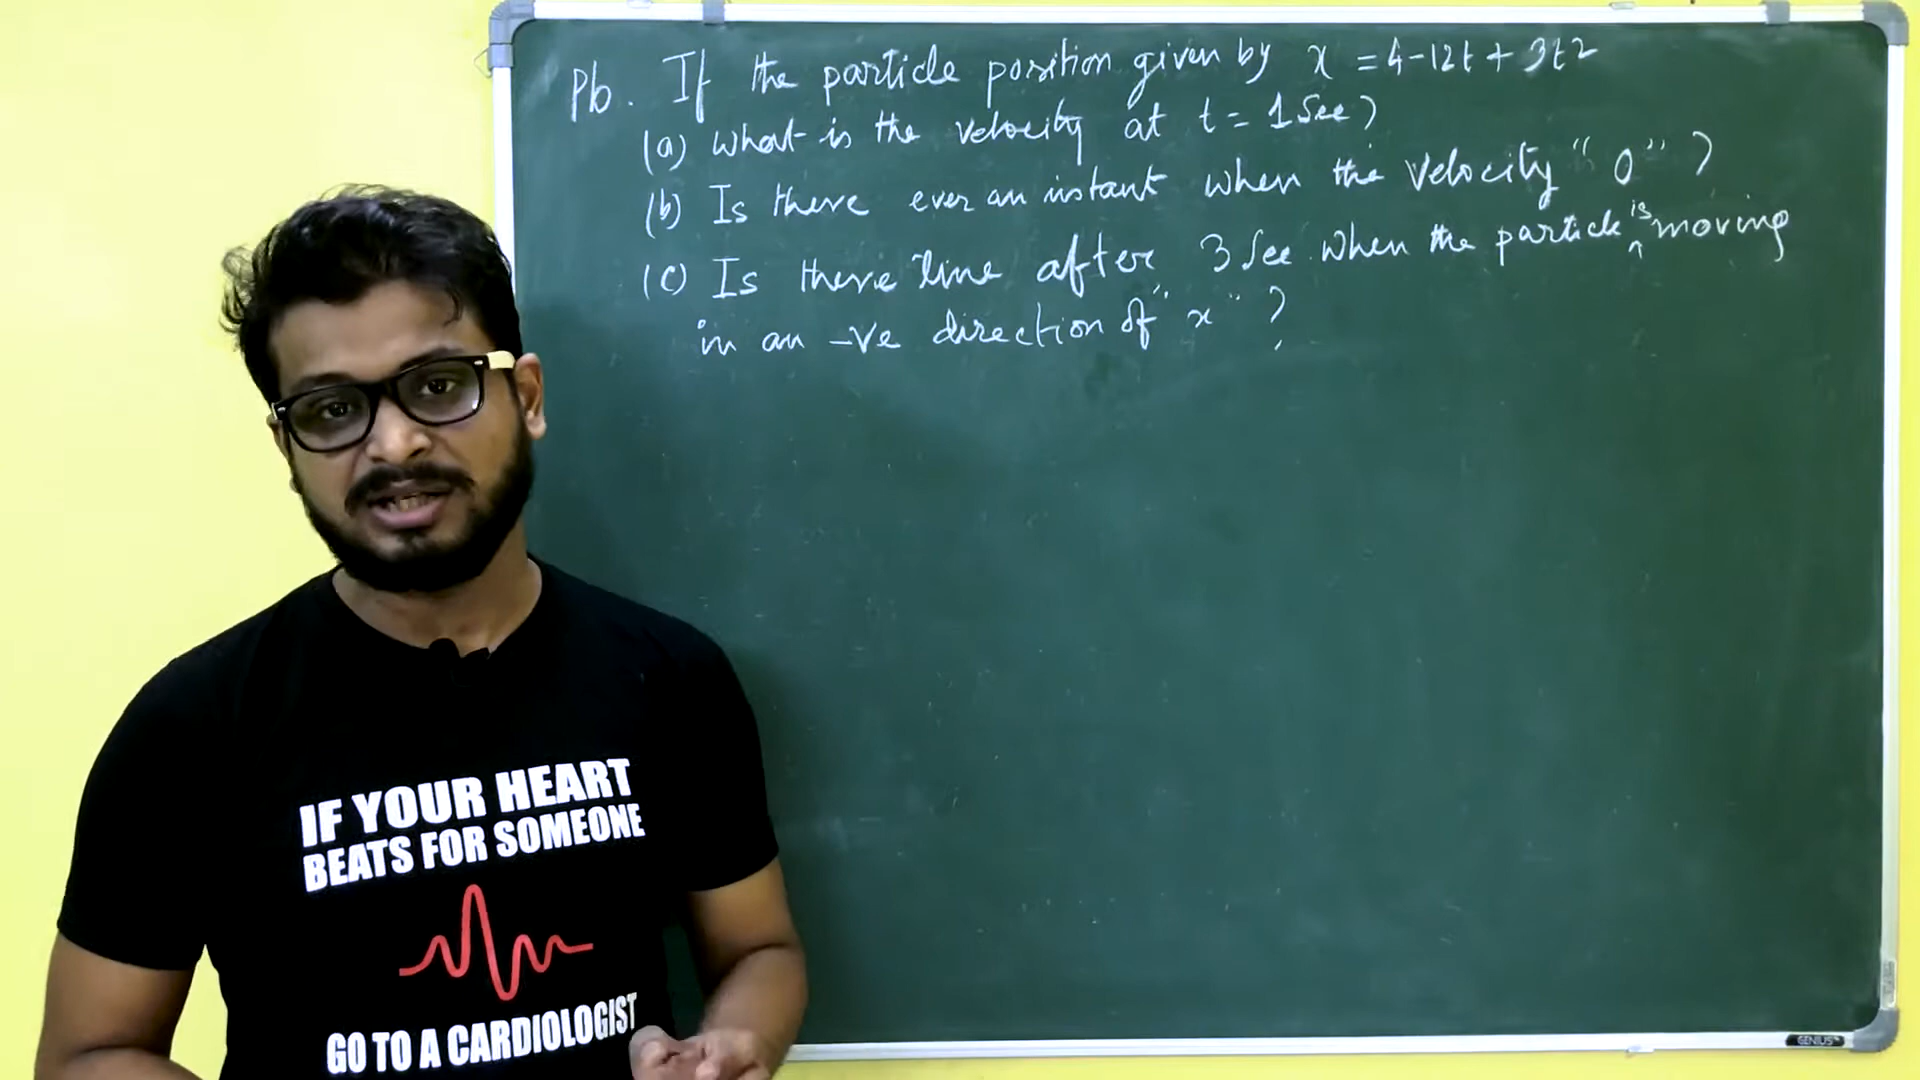 Pb. If the particle position given by x = 4-12t + 3t2
(a) What is the velocity at t = 1 Sec?
(b) Is there ever an instant when the velocity "0" ?
(c) Is there time after 3 Sec when the particle is moving
in an -ve direction of "x" ?
IF YOUR HEART
BEATS FOR SOMEONE
GO TO A CARDIOLOGIST
GENIUS™